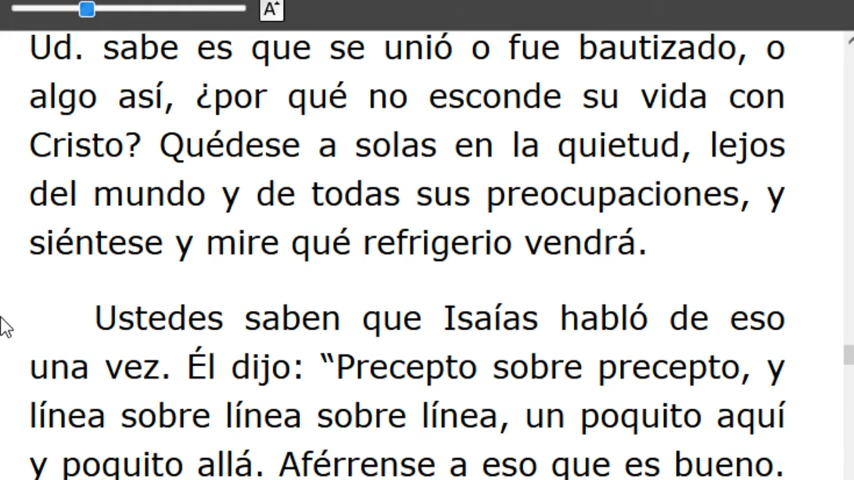 A
Ud. sabe es que se unió o fue bautizado, o
algo así, ¿por qué no esconde su vida con
Cristo? Quédese a solas en la quietud, lejos
del mundo y de todas sus preocupaciones, y
siéntese y mire qué refrigerio vendrá.
Ustedes saben que Isaías habló de eso
una vez. Él dijo: “Precepto sobre precepto, y
línea sobre línea sobre línea, un poquito aquí
y poquito allá. Aférrense a eso que es bueno.